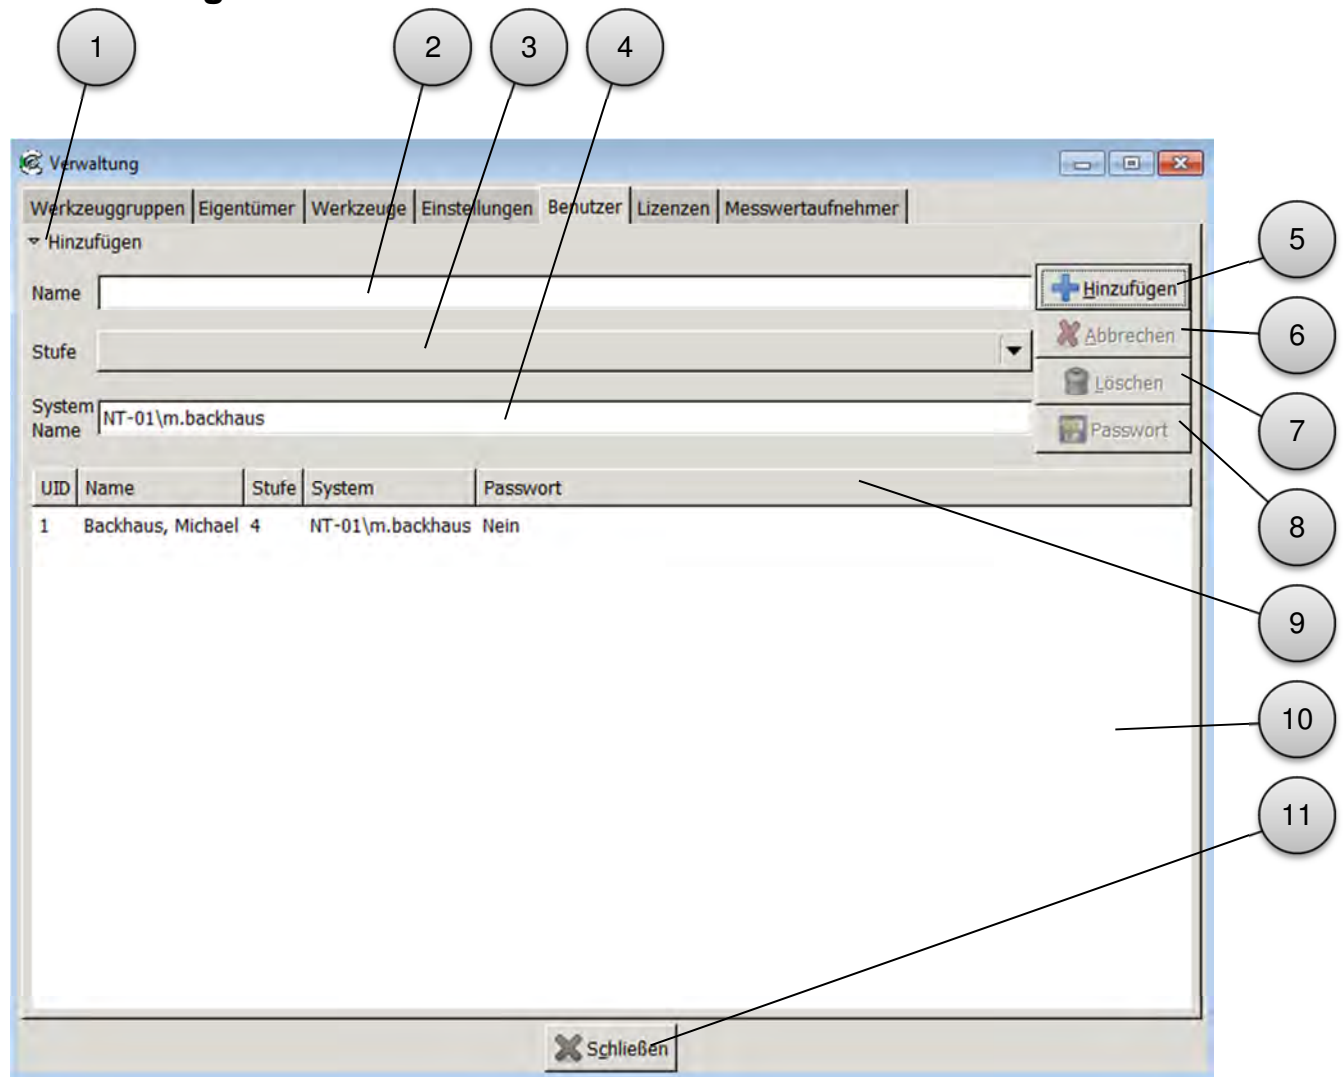 1 2 3 4
Verwaltung
Werkzeuggruppen Eigentümer Werkzeuge Einstellungen Benutzer Lizenzen Messwertaufnehmer
Hinzufügen
5
Name
Hinzufügen
6
Stufe
Abbrechen
Löschen
7
System
Name
NT-01\m.backhaus
Passwort
8
UID Name Stufe System Passwort
1 Backhaus, Michael 4 NT-01\m.backhaus Nein
9
10
11
Schließen